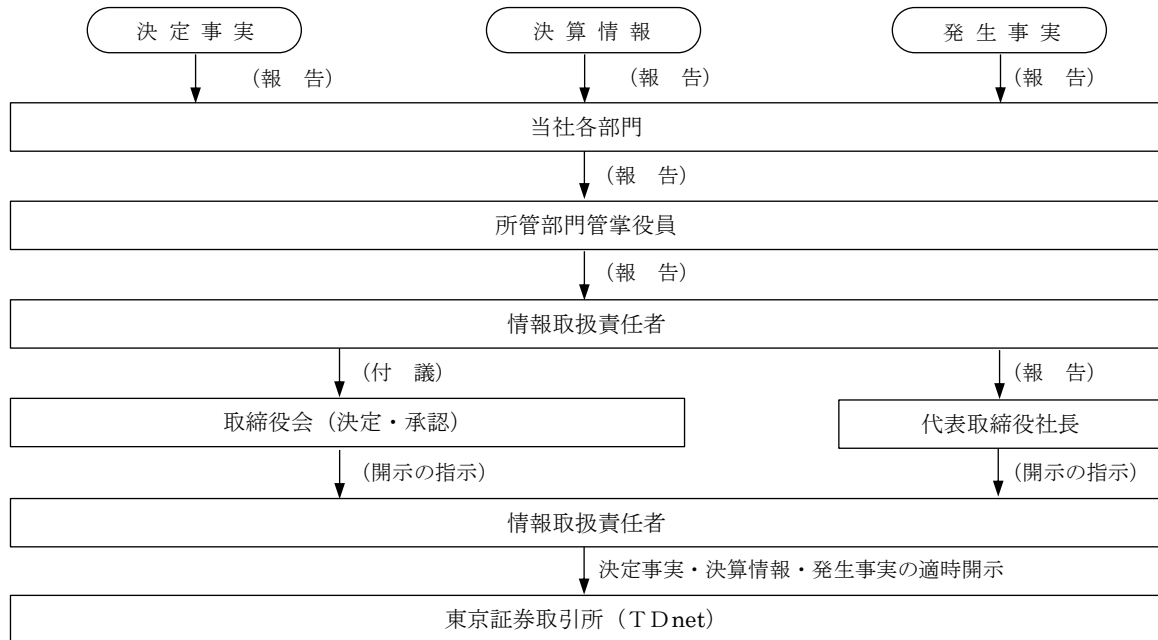 決 定 事 実
決 算 情 報
発 生 事 実
（報　告）
（報　告）
（報　告）
当社各部門
（報　告）
所管部門管掌役員
（報　告）
情報取扱責任者
（付　議）
（報　告）
取締役会（決定・承認）
代表取締役社長
（開示の指示）
（開示の指示）
情報取扱責任者
決定事実・決算情報・発生事実の適時開示
東京証券取引所（ＴＤnet）